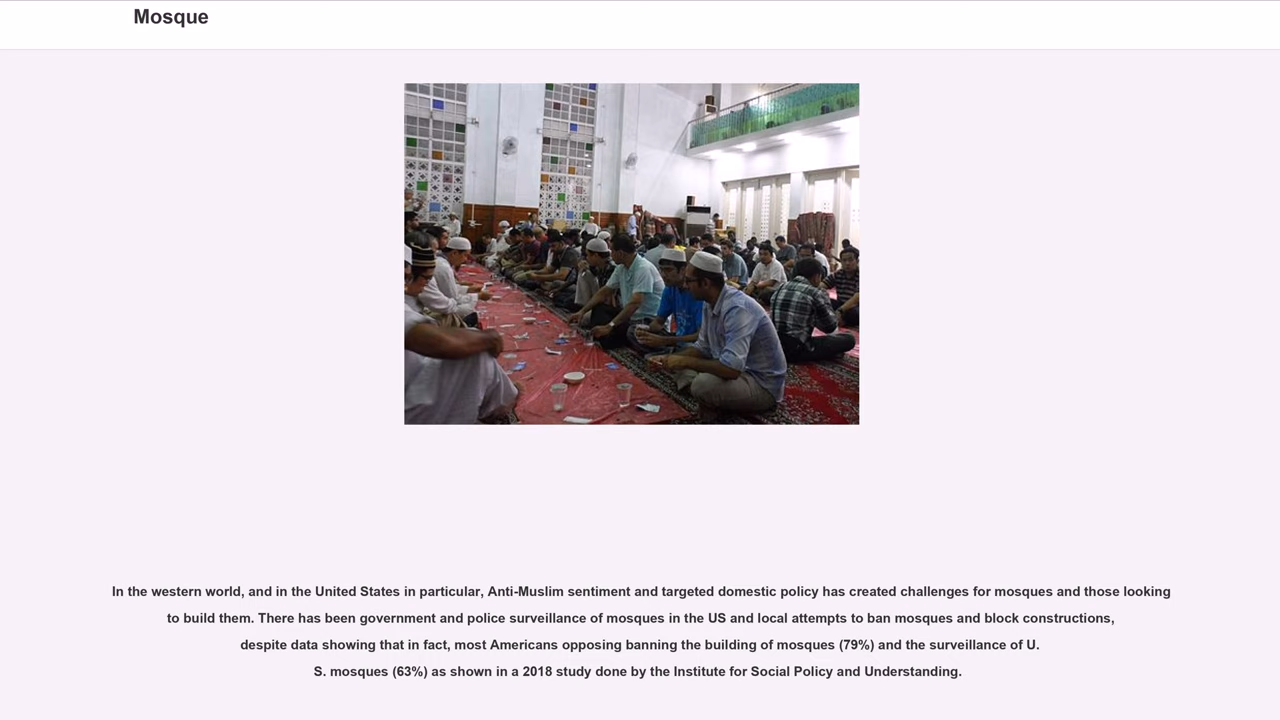 Mosque
In the western world, and in the United States in particular, Anti-Muslim sentiment and targeted domestic policy has created challenges for mosques and those looking
to build them. There has been government and police surveillance of mosques in the US and local attempts to ban mosques and block constructions,
despite data showing that in fact, most Americans opposing banning the building of mosques (79%) and the surveillance of U.
S. mosques (63%) as shown in a 2018 study done by the Institute for Social Policy and Understanding.